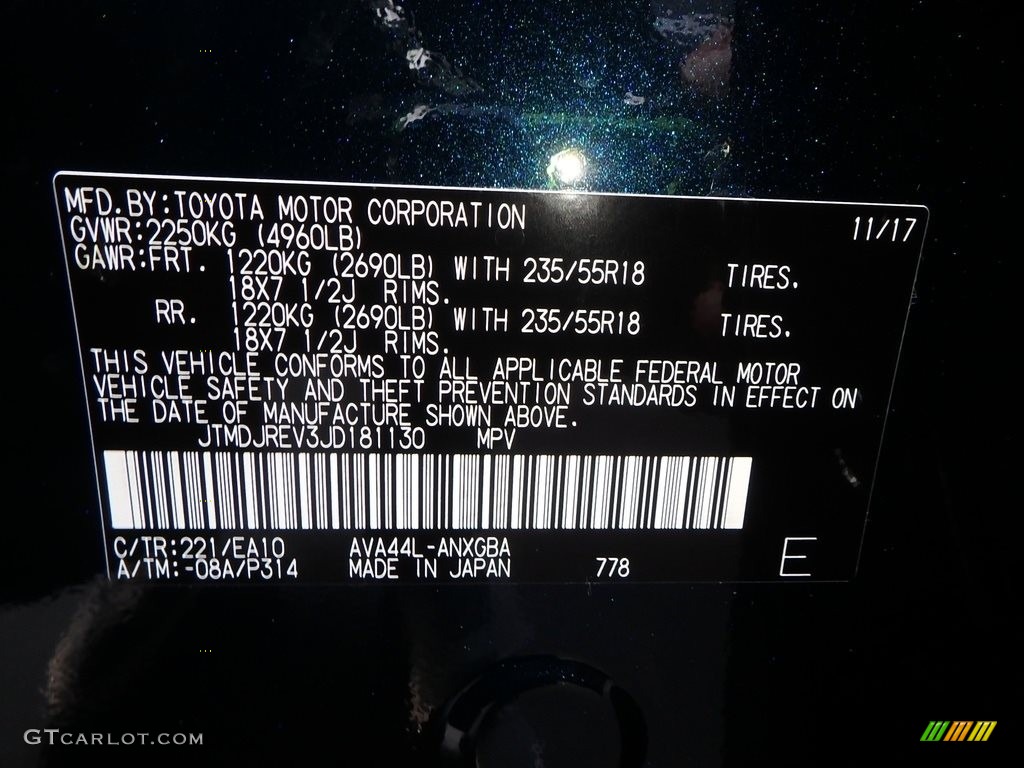 MFD.BY:TOYOTA MOTOR CORPORATION 11/17
GVWR:2250KG (4960LB)
GAWR:FRT. 1220KG (2690LB) WITH 235/55R18 TIRES.
18X7 1/2J RIMS.
RR. 1220KG (2690LB) WITH 235/55R18 TIRES.
18X7 1/2J RIMS.
THIS VEHICLE CONFORMS TO ALL APPLICABLE FEDERAL MOTOR
VEHICLE SAFETY AND THEFT PREVENTION STANDARDS IN EFFECT ON
THE DATE OF MANUFACTURE SHOWN ABOVE.
JTMDJREV3JD181130 MPV
C/TR:221/EA10 AVA44L-ANXGBA
A/TM:-08A/P314 MADE IN JAPAN 778 E
GTcarlot.com